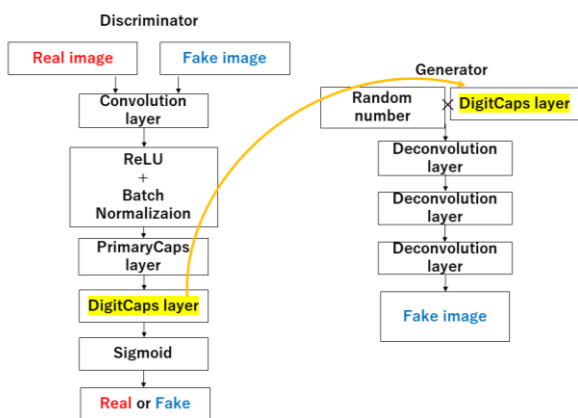 Discriminator
Real image
Fake image
Convolution
layer
ReLU
+
Batch
Normalizaion
PrimaryCaps
layer
DigitCaps layer
Sigmoid
Real or Fake
Generator
Random
number
×
DigitCaps layer
Deconvolution
layer
Deconvolution
layer
Deconvolution
layer
Fake image